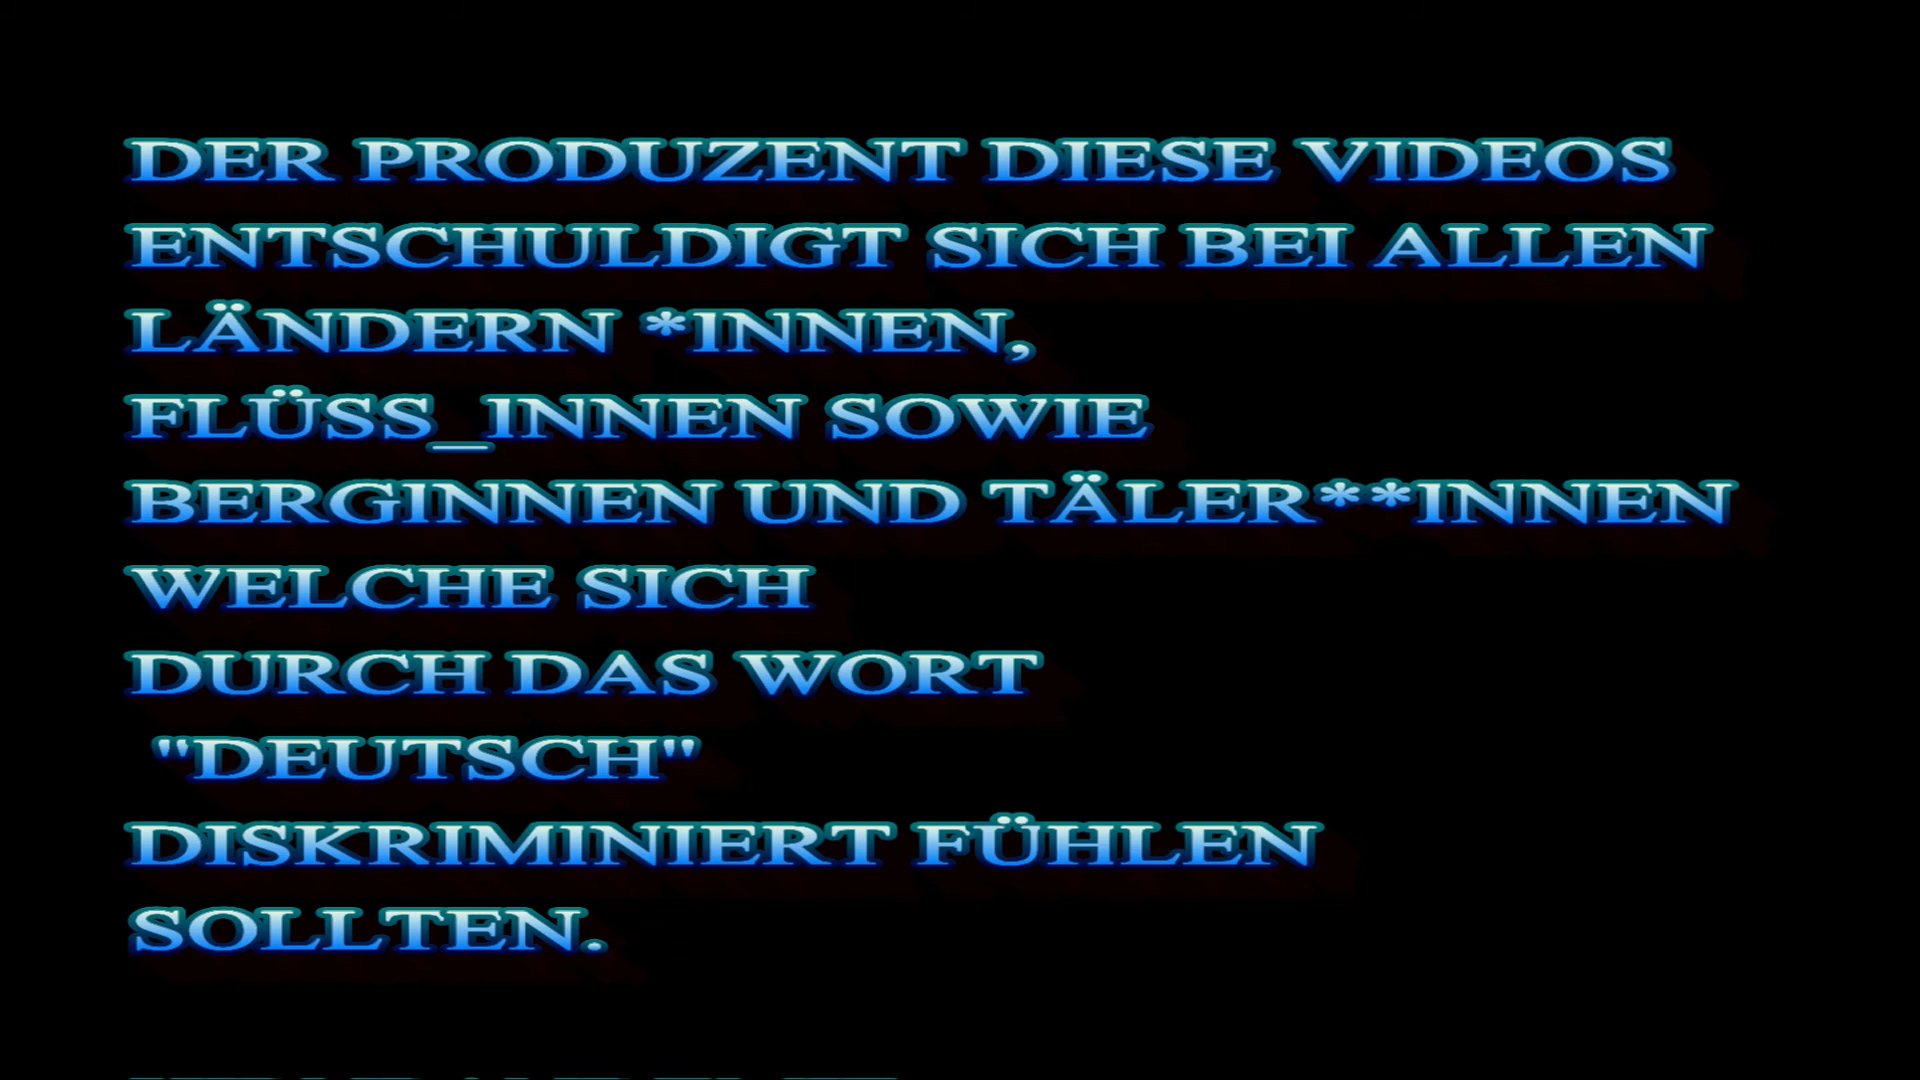 DER PRODUZENT DIESE VIDEOS
ENTSCHULDIGT SICH BEI ALLEN
LÄNDERN *INNEN,
FLÜSS_INNEN SOWIE
BERGINNEN UND TÄLER**INNEN
WELCHE SICH
DURCH DAS WORT
"DEUTSCH"
DISKRIMINIERT FÜHLEN
SOLLTEN.